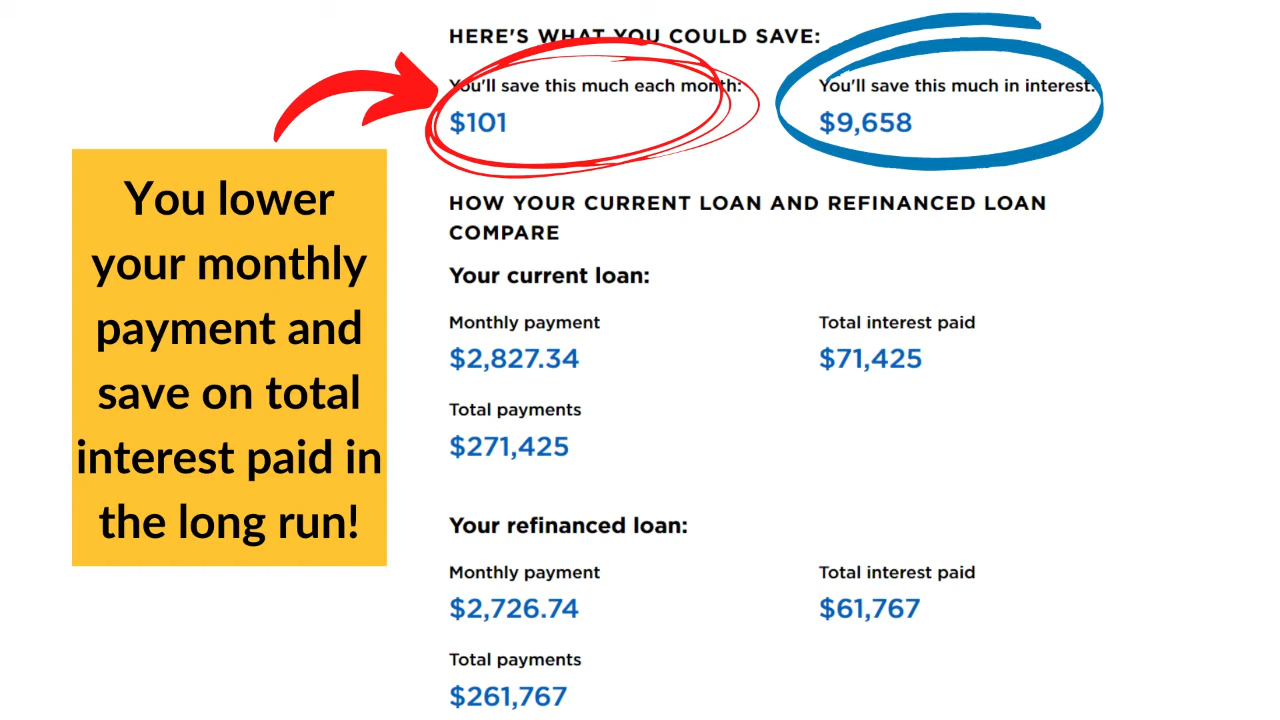 HERE'S WHAT YOU COULD SAVE:
You'll save this much each month:
$101
You'll save this much in interest:
$9,658
You lower
your monthly
payment and
save on total
interest paid in
the long run!
HOW YOUR CURRENT LOAN AND REFINANCED LOAN
COMPARE
Your current loan:
Monthly payment
$2,827.34
Total interest paid
$71,425
Total payments
$271,425
Your refinanced loan:
Monthly payment
$2,726.74
Total interest paid
$61,767
Total payments
$261,767